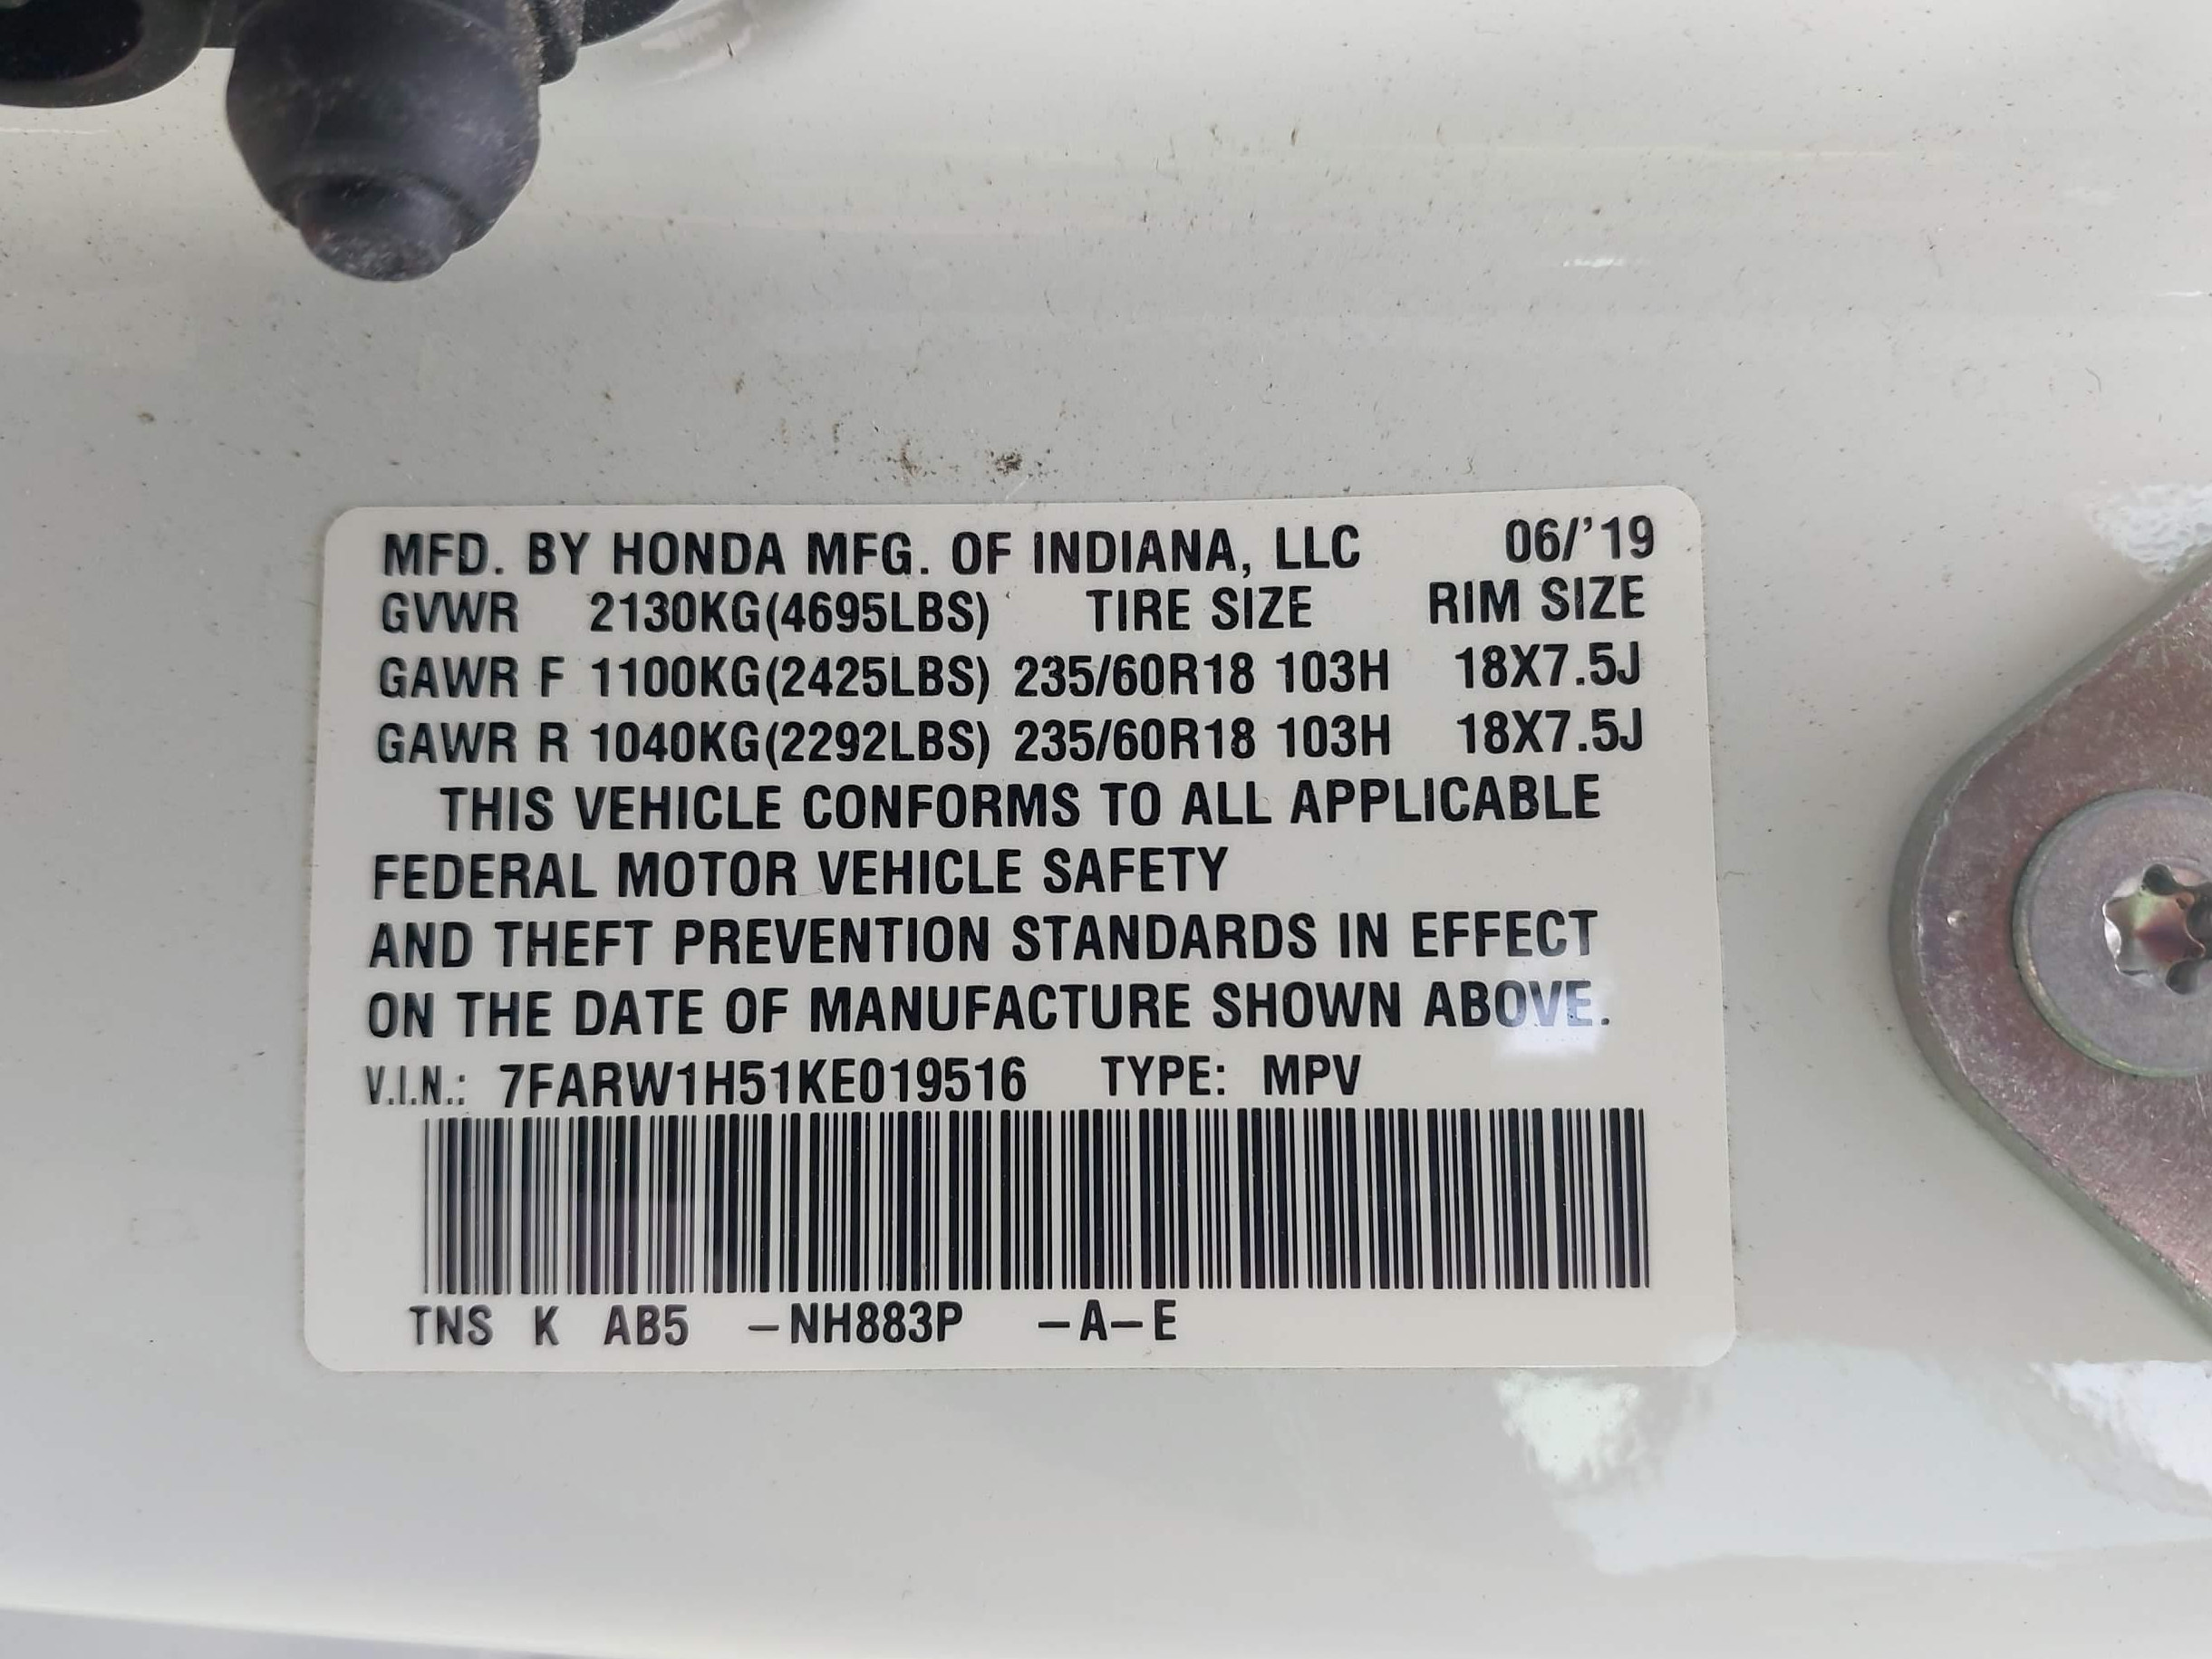 MFD. BY HONDA MFG. OF INDIANA, LLC 06/'19
GVWR 2130KG(4695LBS) TIRE SIZE RIM SIZE
GAWR F 1100KG(2425LBS) 235/60R18 103H 18X7.5J
GAWR R 1040KG(2292LBS) 235/60R18 103H 18X7.5J
THIS VEHICLE CONFORMS TO ALL APPLICABLE
FEDERAL MOTOR VEHICLE SAFETY
AND THEFT PREVENTION STANDARDS IN EFFECT
ON THE DATE OF MANUFACTURE SHOWN ABOVE.
V.I.N.: 7FARW1H51KE019516 TYPE: MPV
TNS K AB5 -NH883P -A-E